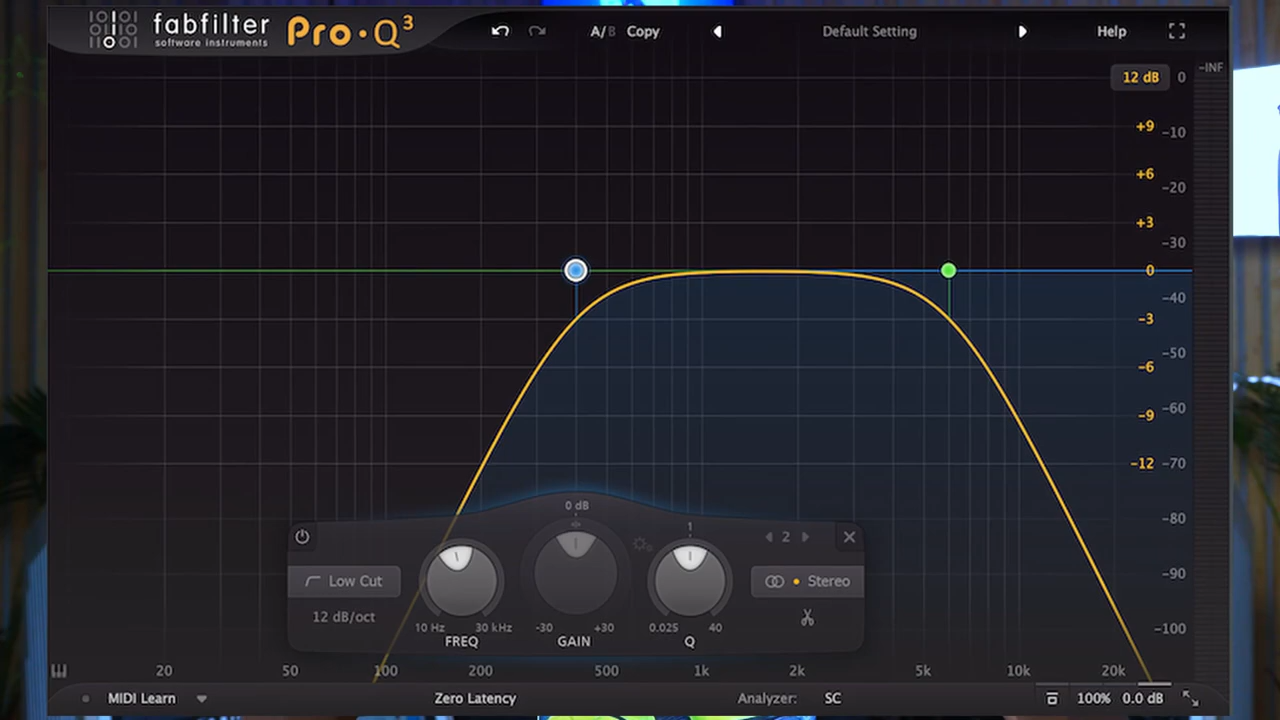 fabfilter
software instruments
Pro·Q3
A/B Copy
Default Setting
Help
-INF
12 dB 0
+9 -10
+6 -20
+3 -30
0
-40
-3
-50
-6
-60
-9
-12 -70
-80
-90
-100
0 dB
1
2
Low Cut
Stereo
12 dB/oct
10 Hz 30 kHz
-30 +30
0.025 40
FREQ
GAIN
Q
20 50 100 200 500 1k 2k 5k 10k 20k
MIDI Learn
Zero Latency
Analyzer: SC
100% 0.0 dB